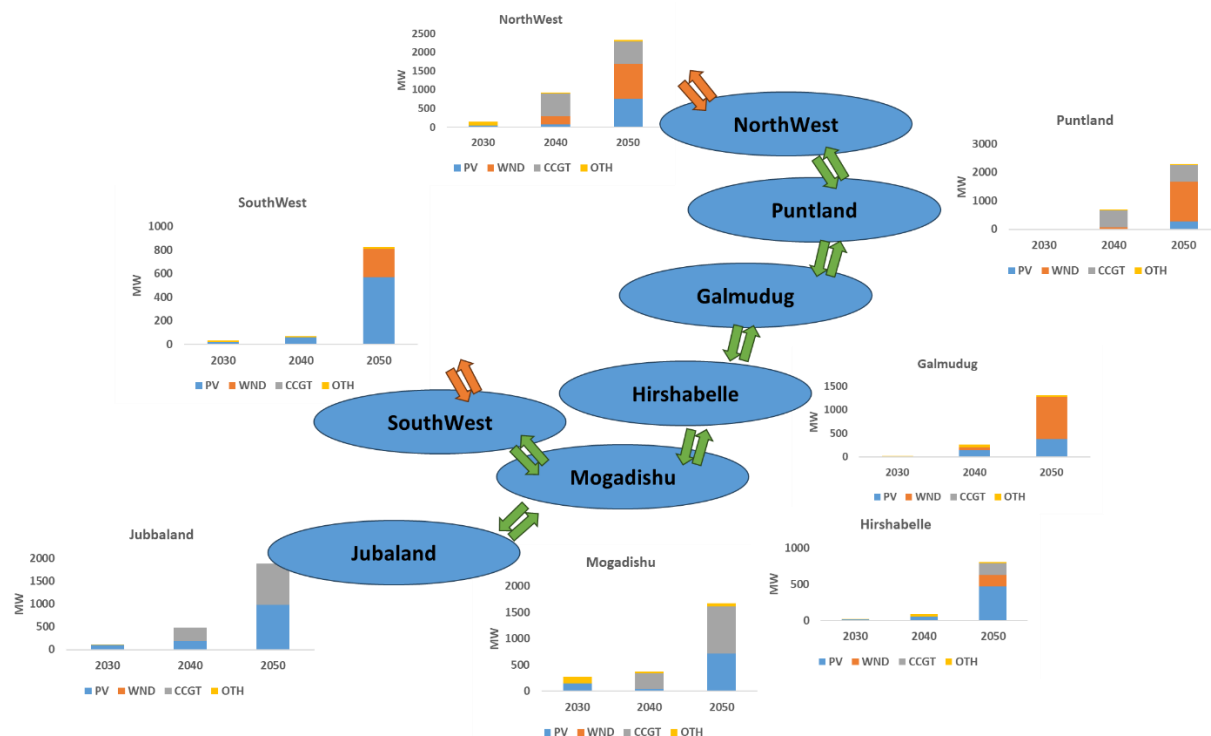 NorthWest
2500
2000
1500
1000
500
0
MW
2030 2040 2050
PV WND CCGT OTH
NorthWest
Puntland
3000
2000
1000
0
MW
2030 2040 2050
PV WND CCGT OTH
Puntland
SouthWest
1000
800
600
400
200
0
MW
2030 2040 2050
PV WND CCGT OTH
Galmudug
Galmudug
1500
1000
500
0
MW
2030 2040 2050
PV WND CCGT OTH
Hirshabelle
SouthWest
Mogadishu
Hirshabelle
1000
500
0
MW
2030 2040 2050
PV WND CCGT OTH
Jubbaland
2000
1500
1000
500
0
MW
2030 2040 2050
PV WND CCGT OTH
Jubaland
Mogadishu
2000
1500
1000
500
0
MW
2030 2040 2050
PV WND CCGT OTH